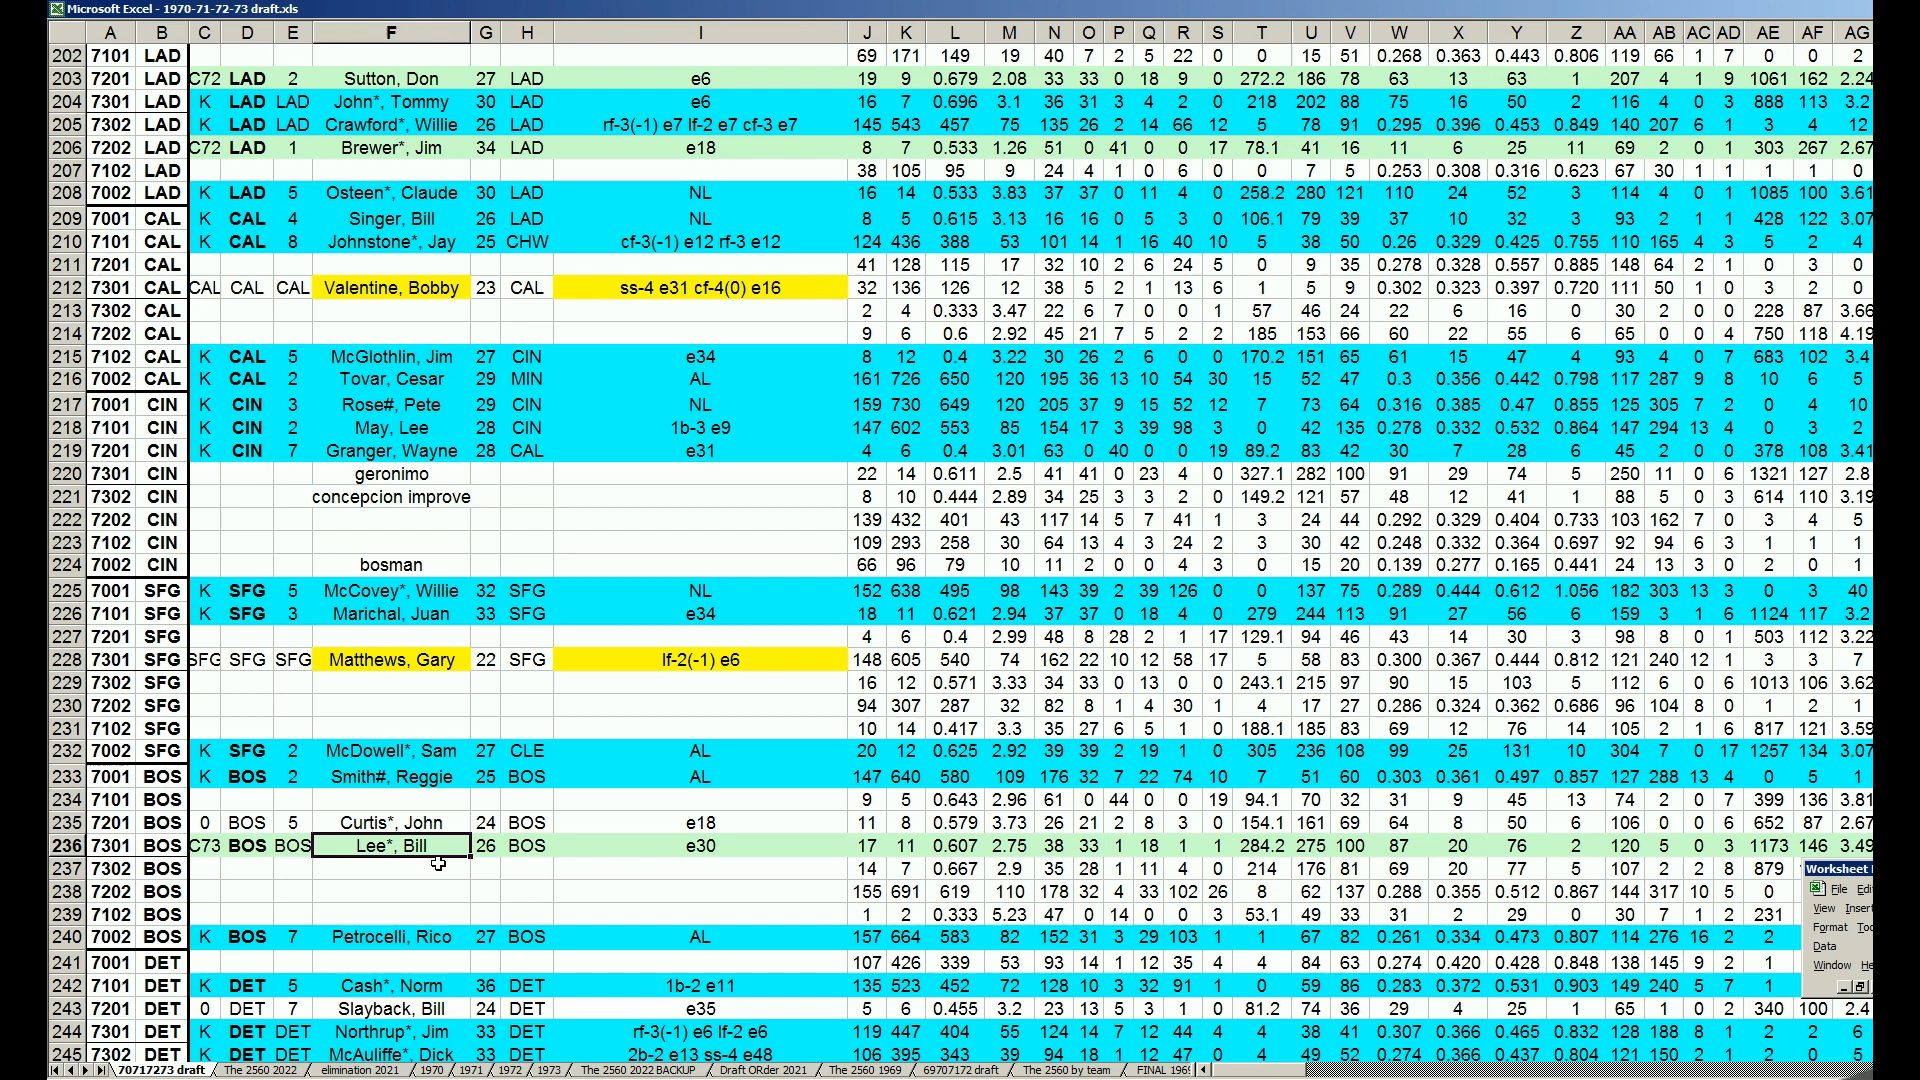 Microsoft Excel - 1970-71-72-73 draft.xls
A B C D E F G H I J K L M N O P Q R S T U V W X Y Z AA AB AC AD AE AF AG
202 7101 LAD 69 171 149 19 40 7 2 5 22 0 0 15 51 0.268 0.363 0.443 0.806 119 66 1 7 0 0 2
203 7201 LAD C72 LAD 2 Sutton, Don 27 LAD e6 19 9 0.679 2.08 33 33 0 18 9 0 272.2 186 78 63 13 63 1 207 4 1 9 1061 162 2.24
204 7301 LAD K LAD LAD John*, Tommy 30 LAD e6 16 7 0.696 3.1 36 31 3 4 2 0 218 202 88 75 16 50 2 116 4 0 3 888 113 3.2
205 7302 LAD K LAD LAD Crawford*, Willie 26 LAD rf-3(-1) e7 lf-2 e7 cf-3 e7 145 543 457 75 135 26 2 14 66 12 5 78 91 0.295 0.396 0.453 0.849 140 207 6 1 3 4 12
206 7202 LAD C72 LAD 1 Brewer*, Jim 34 LAD e18 8 7 0.533 1.26 51 0 41 0 0 17 78.1 41 16 11 6 25 11 69 2 0 1 303 267 2.67
207 7102 LAD 38 105 95 9 24 4 1 0 6 0 0 7 5 0.253 0.308 0.316 0.623 67 30 1 1 1 1 0
208 7002 LAD K LAD 5 Osteen*, Claude 30 LAD NL 16 14 0.533 3.83 37 37 0 11 4 0 258.2 280 121 110 24 52 3 114 4 0 1 1085 100 3.61
209 7001 CAL K CAL 4 Singer, Bill 26 LAD NL 8 5 0.615 3.13 16 16 0 5 3 0 106.1 79 39 37 10 32 3 93 2 1 1 428 122 3.07
210 7101 CAL K CAL 8 Johnstone*, Jay 25 CHW cf-3(-1) e12 rf-3 e12 124 436 388 53 101 14 1 16 40 10 5 38 50 0.26 0.329 0.425 0.755 110 165 4 3 5 2 4
211 7201 CAL 41 128 115 17 32 10 2 6 24 5 0 9 35 0.278 0.328 0.557 0.885 148 64 2 1 0 3 0
212 7301 CAL CAL CAL CAL Valentine, Bobby 23 CAL ss-4 e31 cf-4(0) e16 32 136 126 12 38 5 2 1 13 6 1 5 9 0.302 0.323 0.397 0.720 111 50 1 0 3 2 0
213 7302 CAL 2 4 0.333 3.47 22 6 7 0 0 1 57 46 24 22 6 16 0 30 2 0 0 228 87 3.66
214 7202 CAL 9 6 0.6 2.92 45 21 7 5 2 2 185 153 66 60 22 55 6 65 0 0 4 750 118 4.19
215 7102 CAL K CAL 5 McGlothlin, Jim 27 CIN e34 8 12 0.4 3.22 30 26 2 6 0 0 170.2 151 65 61 15 47 4 93 4 0 7 683 102 3.4
216 7002 CAL K CAL 2 Tovar, Cesar 29 MIN AL 161 726 650 120 195 36 13 10 54 30 15 52 47 0.3 0.356 0.442 0.798 117 287 9 8 10 6 5
217 7001 CIN K CIN 3 Rose#, Pete 29 CIN NL 159 730 649 120 205 37 9 15 52 12 7 73 64 0.316 0.385 0.47 0.855 125 305 7 2 0 4 10
218 7101 CIN K CIN 2 May, Lee 28 CIN 1b-3 e9 147 602 553 85 154 17 3 39 98 3 0 42 135 0.278 0.332 0.532 0.864 147 294 13 4 0 3 2
219 7201 CIN K CIN 7 Granger, Wayne 28 CAL e31 4 6 0.4 3.01 63 0 40 0 0 19 89.2 83 42 30 7 28 6 45 2 0 0 378 108 3.41
220 7301 CIN geronimo 22 14 0.611 2.5 41 41 0 23 4 0 327.1 282 100 91 29 74 5 250 11 0 6 1321 127 2.8
221 7302 CIN concepcion improve 8 10 0.444 2.89 34 25 3 3 2 0 149.2 121 57 48 12 41 1 88 5 0 3 614 110 3.19
222 7202 CIN 139 432 401 43 117 14 5 7 41 1 3 24 44 0.292 0.329 0.404 0.733 103 162 7 0 3 4 5
223 7102 CIN 109 293 258 30 64 13 4 3 24 2 3 30 42 0.248 0.332 0.364 0.697 92 94 6 3 1 1 1
224 7002 CIN bosman 66 96 79 10 11 2 0 0 4 3 0 15 20 0.139 0.277 0.165 0.441 24 13 3 0 2 0 1
225 7001 SFG K SFG 5 McCovey*, Willie 32 SFG NL 152 638 495 98 143 39 2 39 126 0 0 137 75 0.289 0.444 0.612 1.056 182 303 13 3 0 3 40
226 7101 SFG K SFG 3 Marichal, Juan 33 SFG e34 18 11 0.621 2.94 37 37 0 18 4 0 279 244 113 91 27 56 6 159 3 1 6 1124 117 3.2
227 7201 SFG 4 6 0.4 2.99 48 8 28 2 1 17 129.1 94 46 43 14 30 3 98 8 0 1 503 112 3.22
228 7301 SFG SFG SFG SFG Matthews, Gary 22 SFG lf-2(-1) e6 148 605 540 74 162 22 10 12 58 17 5 58 83 0.300 0.367 0.444 0.812 121 240 12 1 3 3 7
229 7302 SFG 16 12 0.571 3.33 34 33 0 13 0 0 243.1 215 97 90 15 103 5 112 6 0 6 1013 106 3.62
230 7202 SFG 94 307 287 32 82 8 1 4 30 1 4 17 27 0.286 0.324 0.362 0.686 96 104 8 0 1 2 1
231 7102 SFG 10 14 0.417 3.3 35 27 6 5 1 0 188.1 185 83 69 12 76 14 105 2 1 6 817 121 3.59
232 7002 SFG K SFG 2 McDowell*, Sam 27 CLE AL 20 12 0.625 2.92 39 39 2 19 1 0 305 236 108 99 25 131 10 304 7 0 17 1257 134 3.07
233 7001 BOS K BOS 2 Smith#, Reggie 25 BOS AL 147 640 580 109 176 32 7 22 74 10 7 51 60 0.303 0.361 0.497 0.857 127 288 13 4 0 5 1
234 7101 BOS 9 5 0.643 2.96 61 0 44 0 0 19 94.1 70 32 31 9 45 13 74 2 0 7 399 136 3.81
235 7201 BOS 0 BOS 5 Curtis*, John 24 BOS e18 11 8 0.579 3.73 26 21 3 8 3 0 154.1 161 69 64 8 50 6 106 0 0 6 652 87 2.67
236 7301 BOS C73 BOS BOS Lee*, Bill 26 BOS e30 17 11 0.607 2.75 38 33 1 18 1 1 284.2 275 100 87 20 76 2 120 5 0 3 1173 146 3.49
237 7302 BOS 14 7 0.667 2.9 35 28 1 11 4 0 214 176 81 69 20 77 5 107 2 2 8 879
238 7202 BOS 155 691 619 110 178 32 4 33 102 26 8 62 137 0.288 0.355 0.512 0.867 144 317 10 5 0
239 7102 BOS 1 2 0.333 5.23 47 0 14 0 0 3 53.1 49 33 31 2 29 0 30 7 1 2 231
240 7002 BOS K BOS 7 Petrocelli, Rico 27 BOS AL 157 664 583 82 152 31 3 29 103 1 1 67 82 0.261 0.334 0.473 0.807 114 276 16 2 2
241 7001 DET 107 426 339 53 93 14 1 12 35 4 4 84 63 0.274 0.420 0.428 0.848 138 145 9 2 1
242 7101 DET K DET 5 Cash*, Norm 36 DET 1b-2 e11 135 523 452 72 128 10 3 32 91 1 0 59 86 0.283 0.372 0.531 0.903 149 240 5 7 1
243 7201 DET 0 DET 7 Slayback, Bill 24 DET e35 5 6 0.455 3.2 23 13 5 3 1 0 81.2 74 36 29 4 25 1 65 1 0 2 340 100 2.4
244 7301 DET K DET DET Northrup*, Jim 33 DET rf-3(-1) e6 lf-2 e6 119 447 404 55 124 14 7 12 44 4 4 38 41 0.307 0.366 0.465 0.832 128 188 8 1 2 2 6
245 7302 DET K DET DET McAuliffe*, Dick 33 DET 2b-2 e13 ss-4 e48 106 395 343 39 94 18 1 12 47 0 4 49 52 0.274 0.366 0.437 0.804 121 150 2 1 2 0 5
Worksheet
File Edi
View Inser
Format Too
Data
Window He
70717273 draft The 2560 2022 elimination 2021 1970 1971 1972 1973 The 2560 2022 BACKUP Draft ORder 2021 The 2560 1969 69707172 draft The 2560 by team FINAL 196